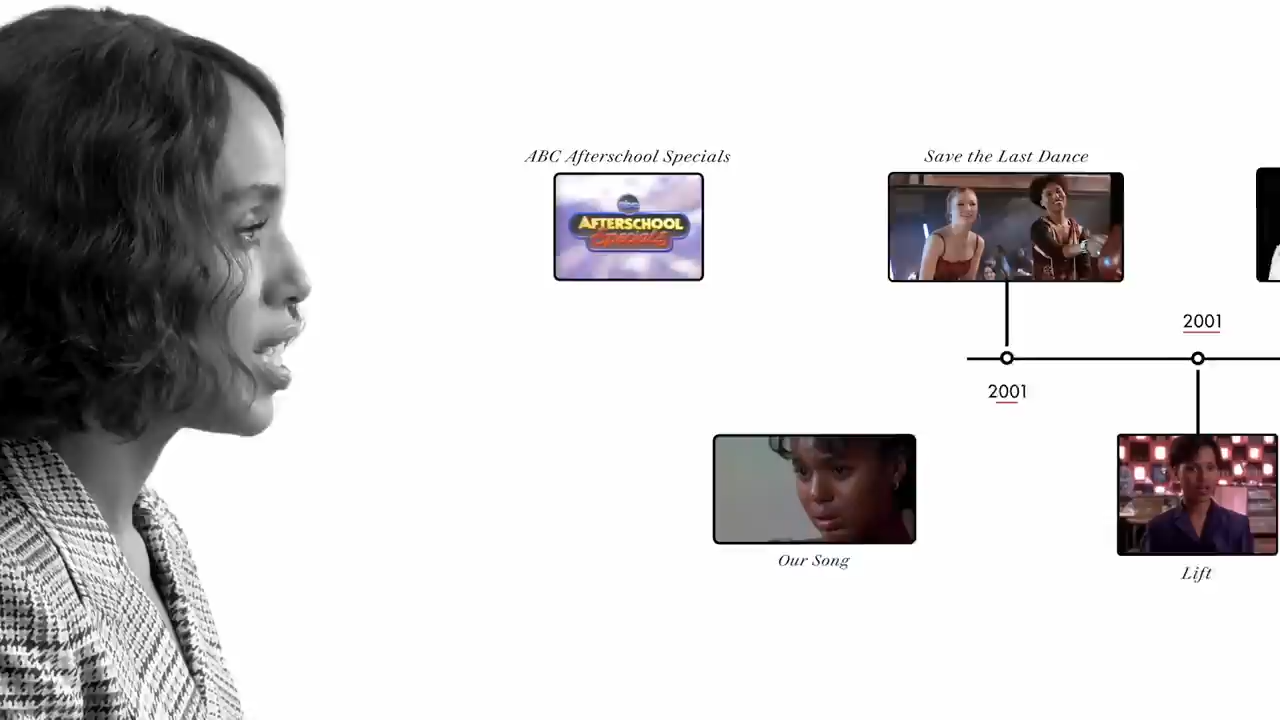 ABC Afterschool Specials
Save the Last Dance
AFTERSCHOOL
Specials
2001
2001
Our Song
Lift